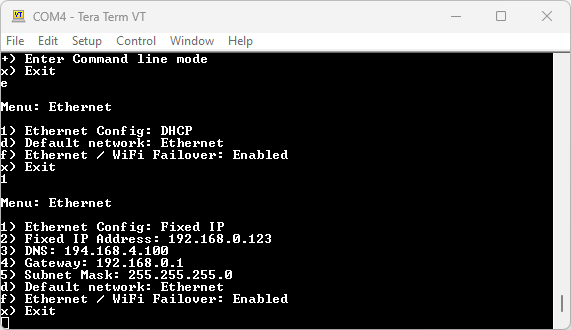 COM4 - Tera Term VT
File Edit Setup Control Window Help
+) Enter Command line mode
x) Exit
e
Menu: Ethernet
1) Ethernet Config: DHCP
d) Default network: Ethernet
f) Ethernet / WiFi Failover: Enabled
x) Exit
1
Menu: Ethernet
1) Ethernet Config: Fixed IP
2) Fixed IP Address: 192.168.0.123
3) DNS: 194.168.4.100
4) Gateway: 192.168.0.1
5) Subnet Mask: 255.255.255.0
d) Default network: Ethernet
f) Ethernet / WiFi Failover: Enabled
x) Exit